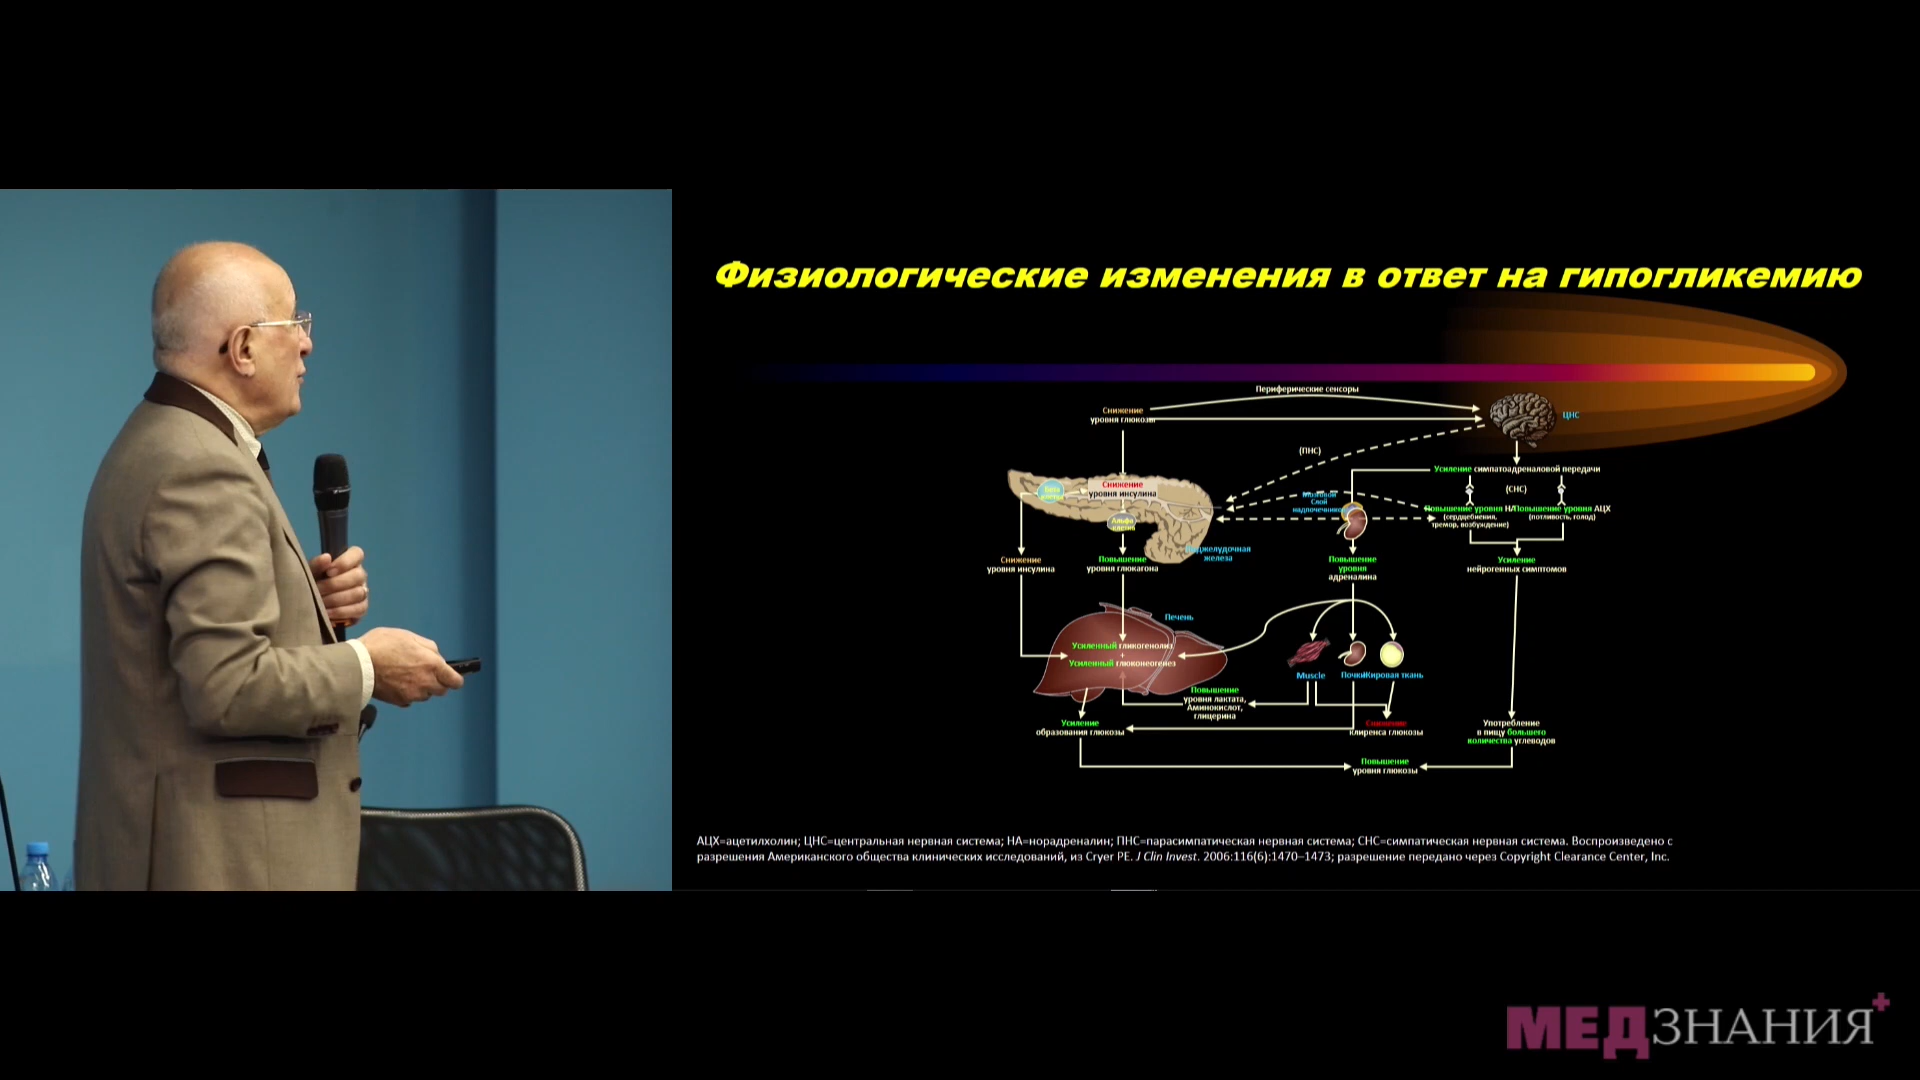 Физиологические изменения в ответ на гипогликемию
Периферические сенсоры
Снижение
уровня глюкозы
ЦНС
(ПНС)
Усиление симпатоадреналовой передачи
(СНС)
Снижение
уровня инсулина
Бета
клетка
Альфа
клетка
Мозговой
Слой
надпочечников
Повышение уровня НА
(сердцебиения,
тремор, возбуждение)
Повышение уровня АЦХ
(потливость, голод)
Поджелудочная
железа
Снижение
уровня инсулина
Повышение
уровня глюкагона
Повышение
уровня
адреналина
Усиление
нейрогенных симптомов
Печень
Усиленный гликогенолиз
+
Усиленный глюконеогенез
Muscle
Почки
Жировая ткань
Повышение
уровня лактата,
Аминокислот,
глицерина
Усиление
образования глюкозы
Снижение
клиренса глюкозы
Употребление
в пищу большего
количества углеводов
Повышение
уровня глюкозы
АЦХ=ацетилхолин; ЦНС=центральная нервная система; НА=норадреналин; ПНС=парасимпатическая нервная система; СНС=симпатическая нервная система. Воспроизведено с
разрешения Американского общества клинических исследований, из Cryer PE. J Clin Invest. 2006:116(6):1470–1473; разрешение передано через Copyright Clearance Center, Inc.
МЕДЗНАНИЯ+